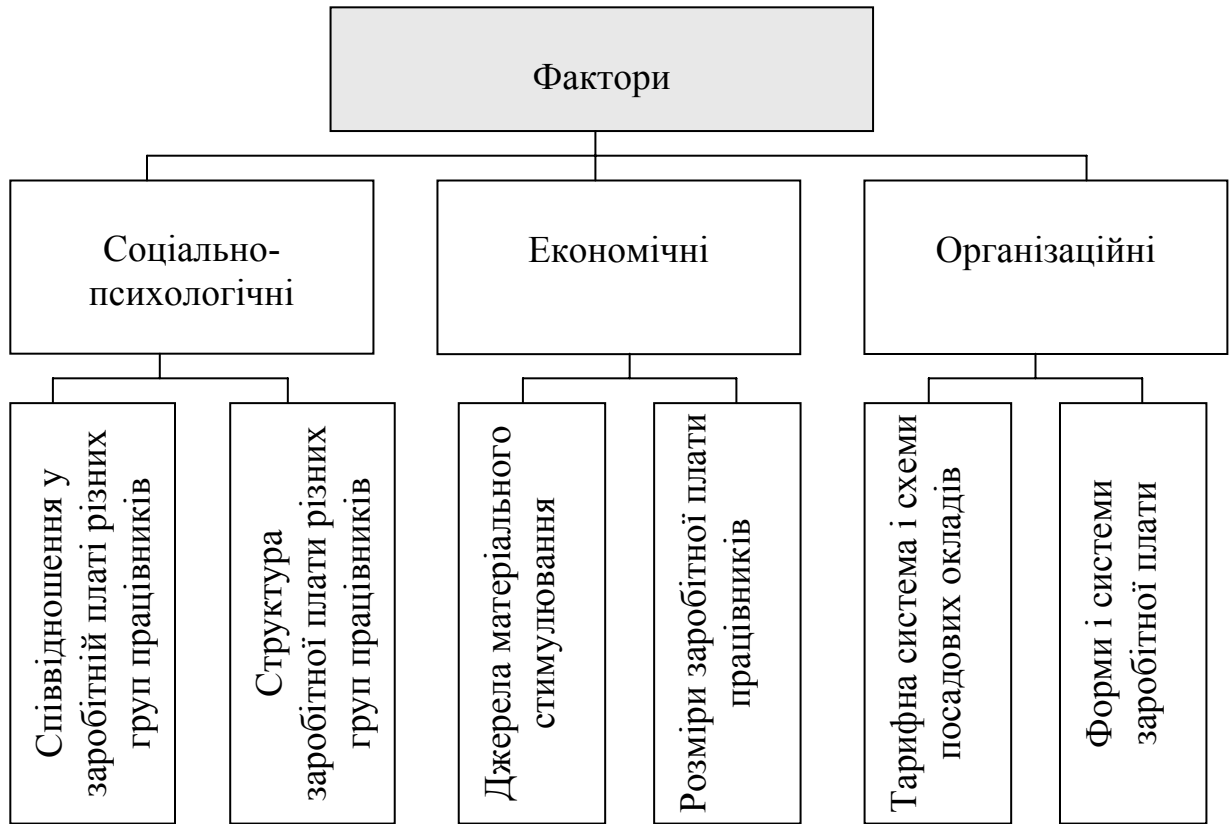 Фактори
Соціально-
психологічні
Економічні
Організаційні
Співвідношення у
заробітній платі різних
груп працівників
Структура
заробітної плати різних
груп працівників
Джерела матеріального
стимулювання
Розміри заробітної плати
працівників
Тарифна система і схеми
посадових окладів
Форми і системи
заробітної плати